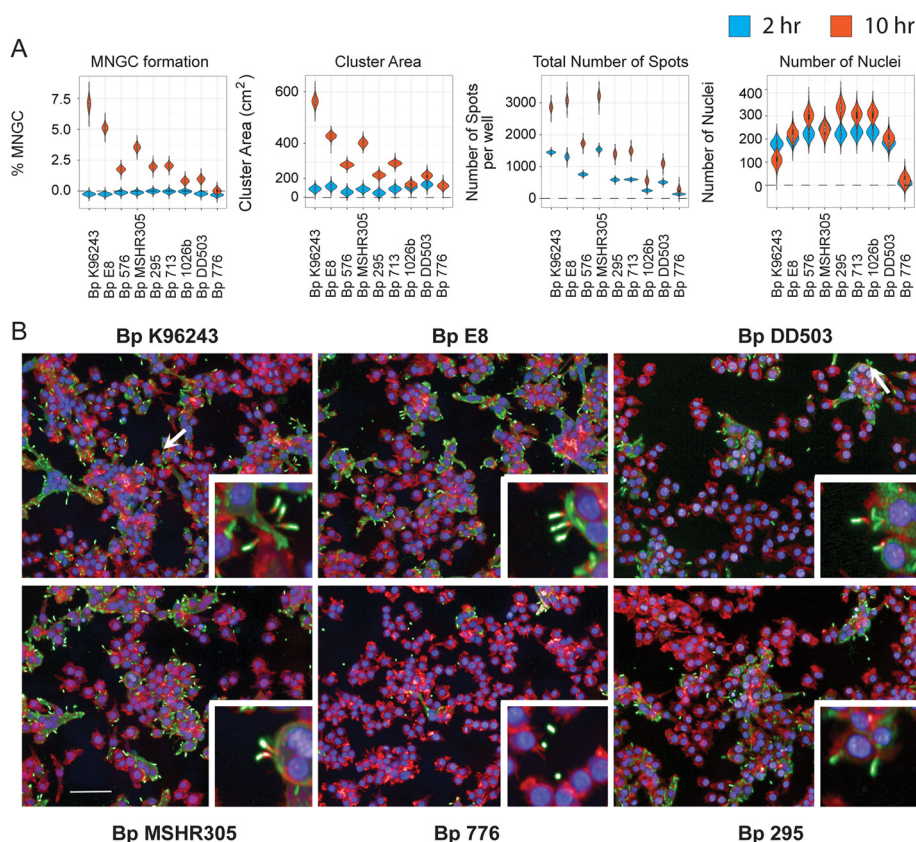 2 hr 10 hr
A
MNGC formation
% MNGC
7.5
5.0
2.5
0.0
Bp K96243
Bp E8
Bp 576
Bp MSHR305
Bp 295
Bp 713
Bp 1026b
Bp DD503
Bp 776
Cluster Area
Cluster Area (cm2)
600
400
200
0
Bp K96243
Bp E8
Bp 576
Bp MSHR305
Bp 295
Bp 713
Bp 1026b
Bp DD503
Bp 776
Total Number of Spots
Number of Spots
per well
3000
2000
1000
0
Bp K96243
Bp E8
Bp 576
Bp MSHR305
Bp 295
Bp 713
Bp 1026b
Bp DD503
Bp 776
Number of Nuclei
Number of Nuclei
400
300
200
100
0
Bp K96243
Bp E8
Bp 576
Bp MSHR305
Bp 295
Bp 713
Bp 1026b
Bp DD503
Bp 776
B
Bp K96243
Bp E8
Bp DD503
Bp MSHR305
Bp 776
Bp 295